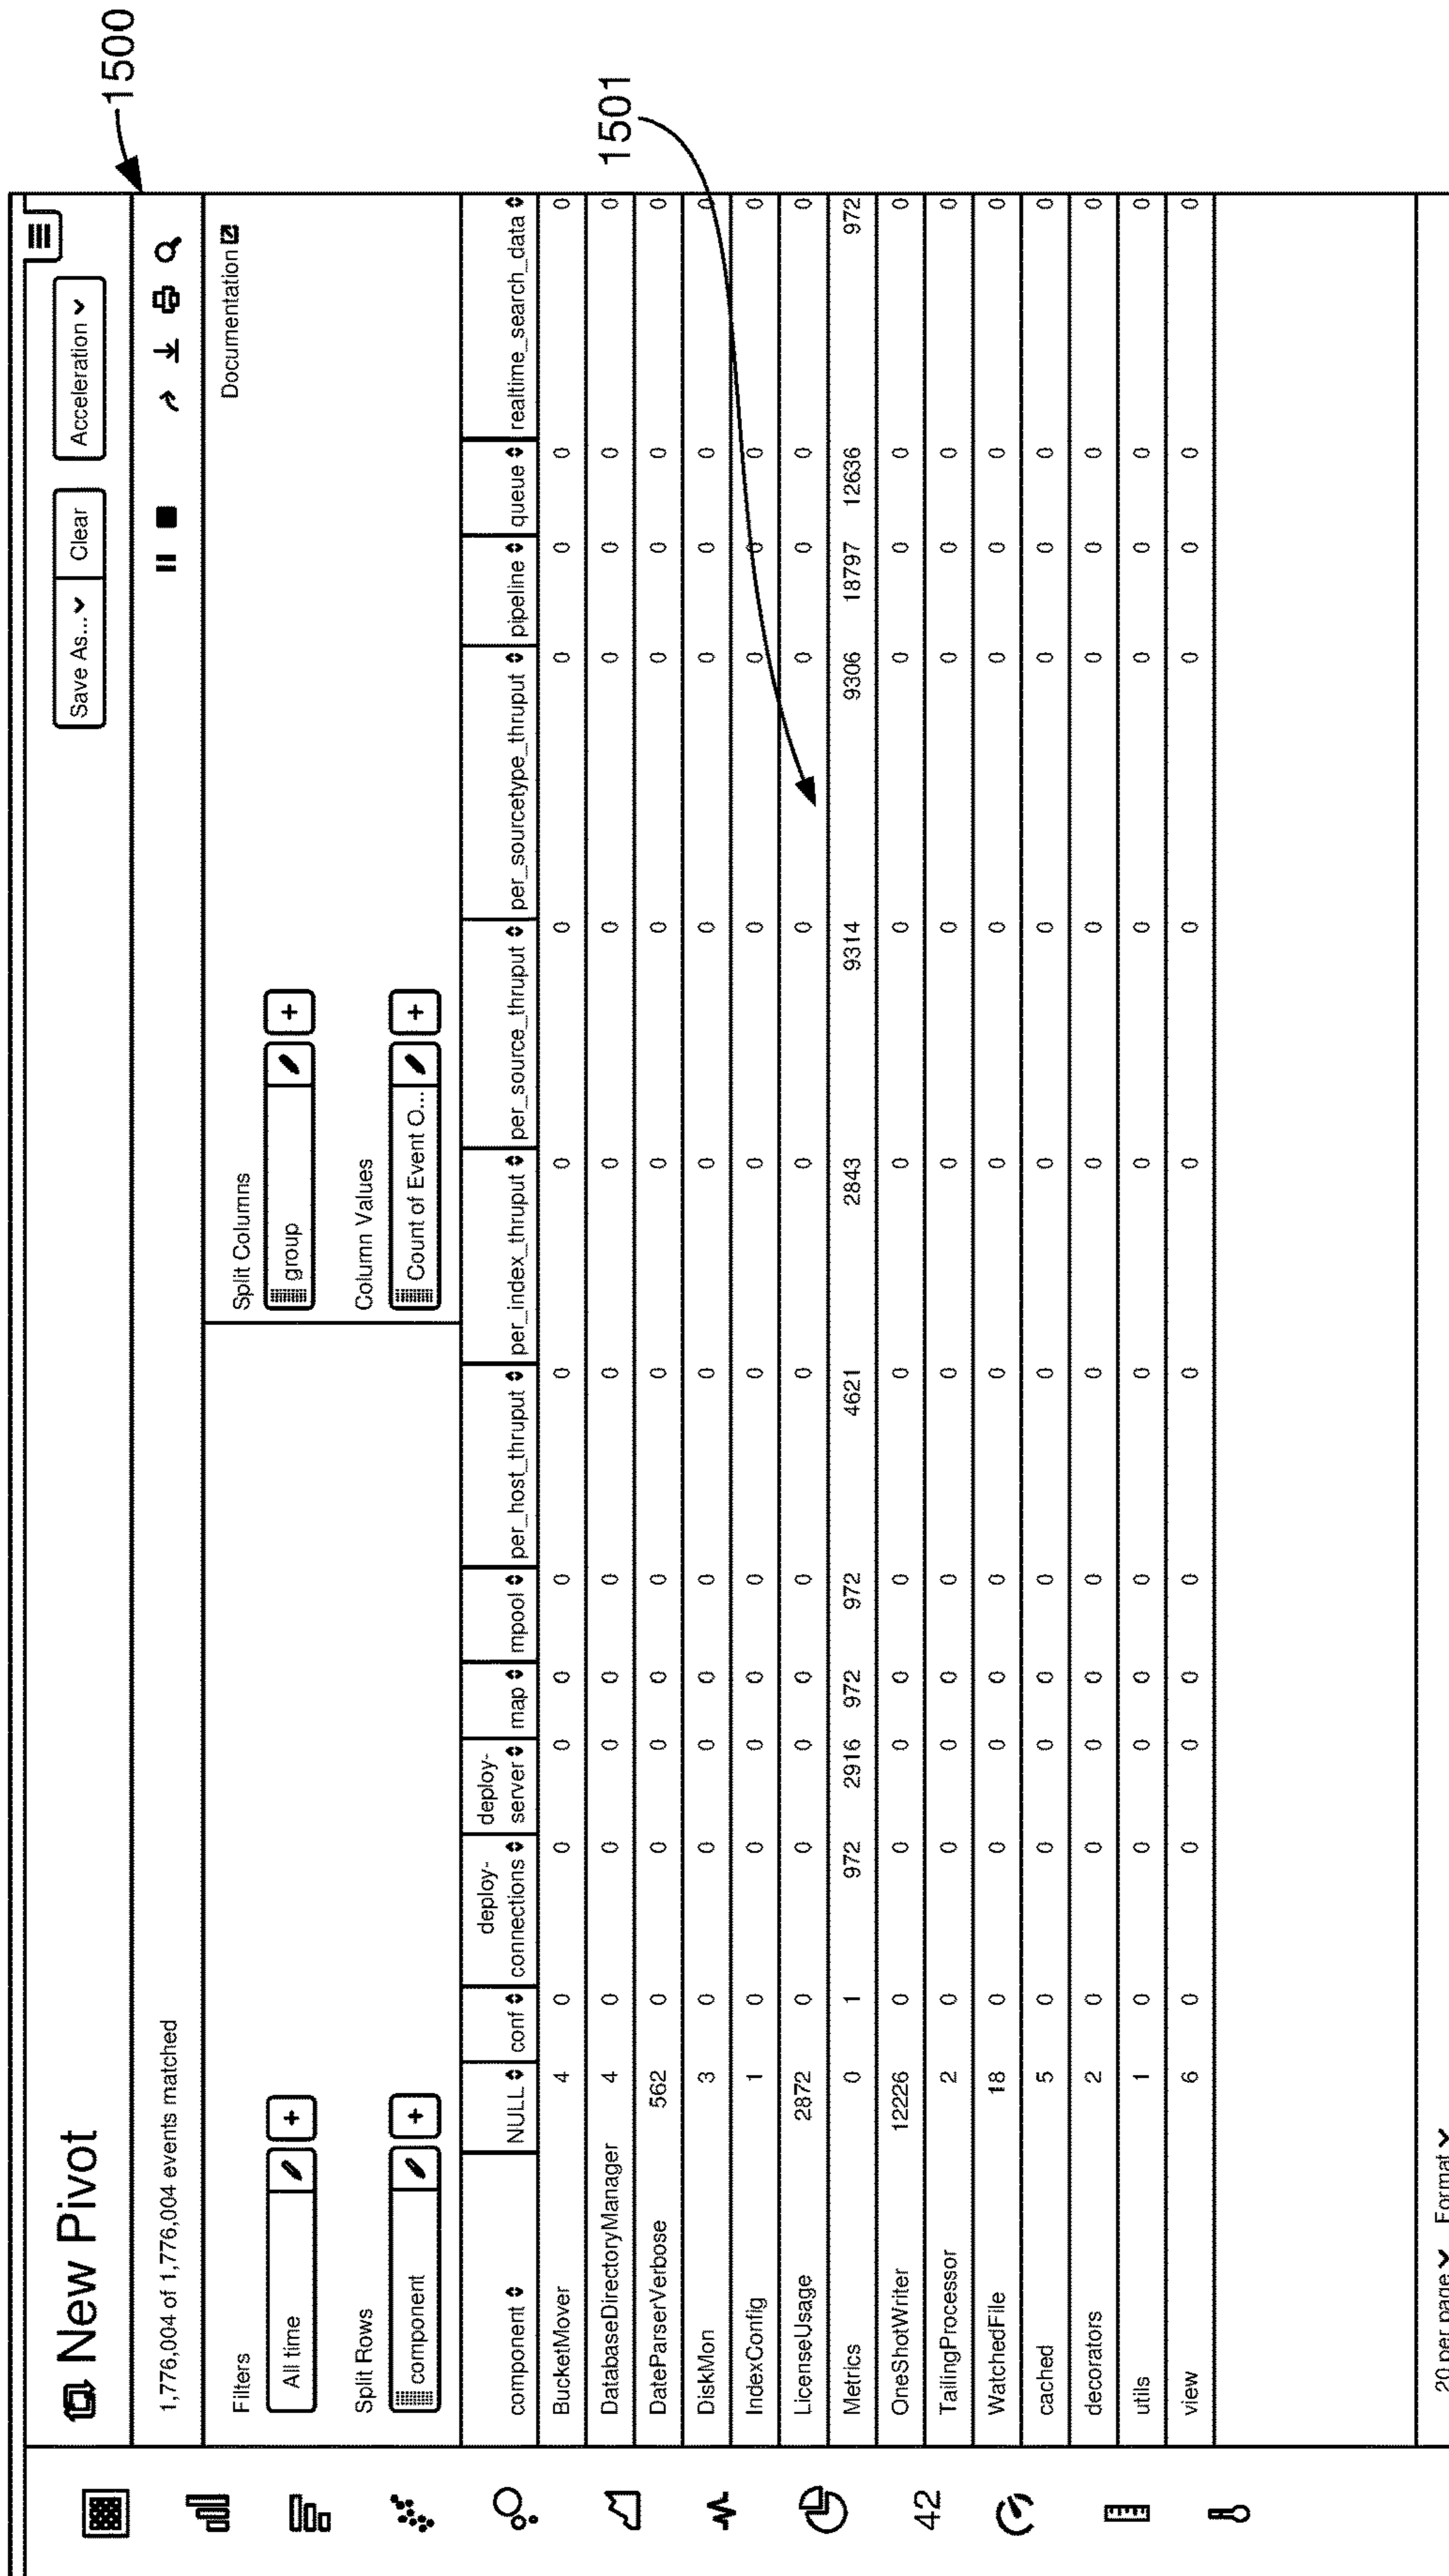 1500
New Pivot
Save As... Clear Acceleration
1,776,004 of 1,776,004 events matched
Filters Split Columns Documentation
All time + group +
Split Rows Column Values
component + Count of Event O... +
1501
component NULL conf deploy-connections deploy-server map mpool per_host_thruput per_index_thruput per_source_thruput per_sourcetype_thruput pipeline queue realtime_search_data
BucketMover 4 0 0 0 0 0 0 0 0 0 0 0 0
DatabaseDirectoryManager 4 0 0 0 0 0 0 0 0 0 0 0 0
DateParserVerbose 562 0 0 0 0 0 0 0 0 0 0 0 0
DiskMon 3 0 0 0 0 0 0 0 0 0 0 0 0
IndexConfig 1 0 0 0 0 0 0 0 0 0 0 0 0
LicenseUsage 2872 0 0 0 0 0 0 0 0 0 0 0 0
Metrics 0 1 972 2916 972 972 4621 2843 9314 9306 18797 12636 972
42 OneShotWriter 12226 0 0 0 0 0 0 0 0 0 0 0 0
TailingProcessor 2 0 0 0 0 0 0 0 0 0 0 0 0
WatchedFile 18 0 0 0 0 0 0 0 0 0 0 0 0
cached 5 0 0 0 0 0 0 0 0 0 0 0 0
decorators 2 0 0 0 0 0 0 0 0 0 0 0 0
utils 1 0 0 0 0 0 0 0 0 0 0 0 0
view 6 0 0 0 0 0 0 0 0 0 0 0 0
20 per page Format